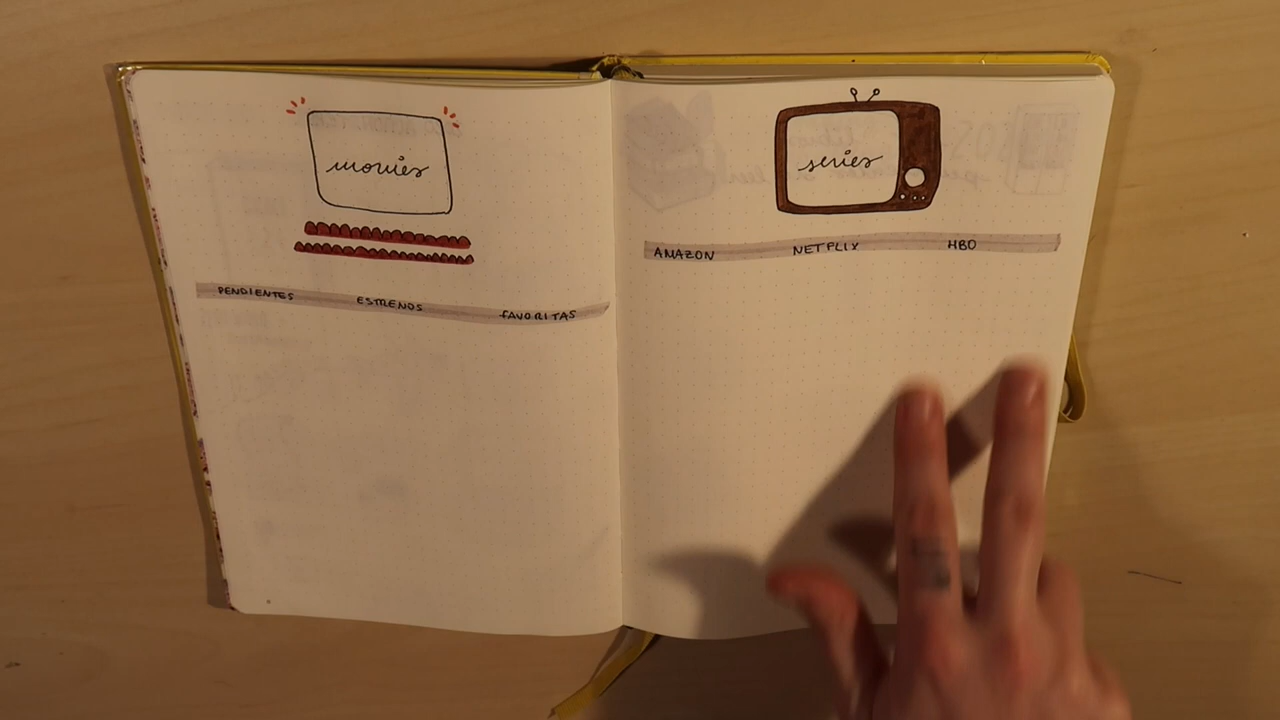 movies
PENDIENTES ESTRENOS FAVORITAS
series
AMAZON NETFLIX HBO